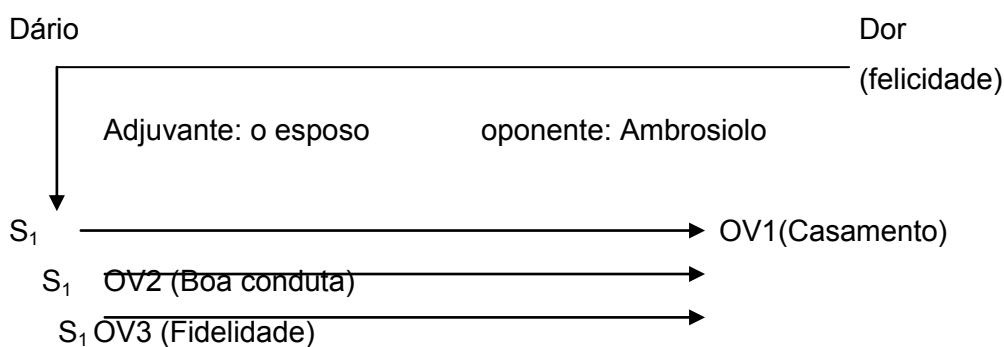 Dário Dor
(felicidade)
Adjuvante: o esposo oponente: Ambrosiolo
S₁ OV1(Casamento)
S₁ OV2 (Boa conduta)
S₁ OV3 (Fidelidade)